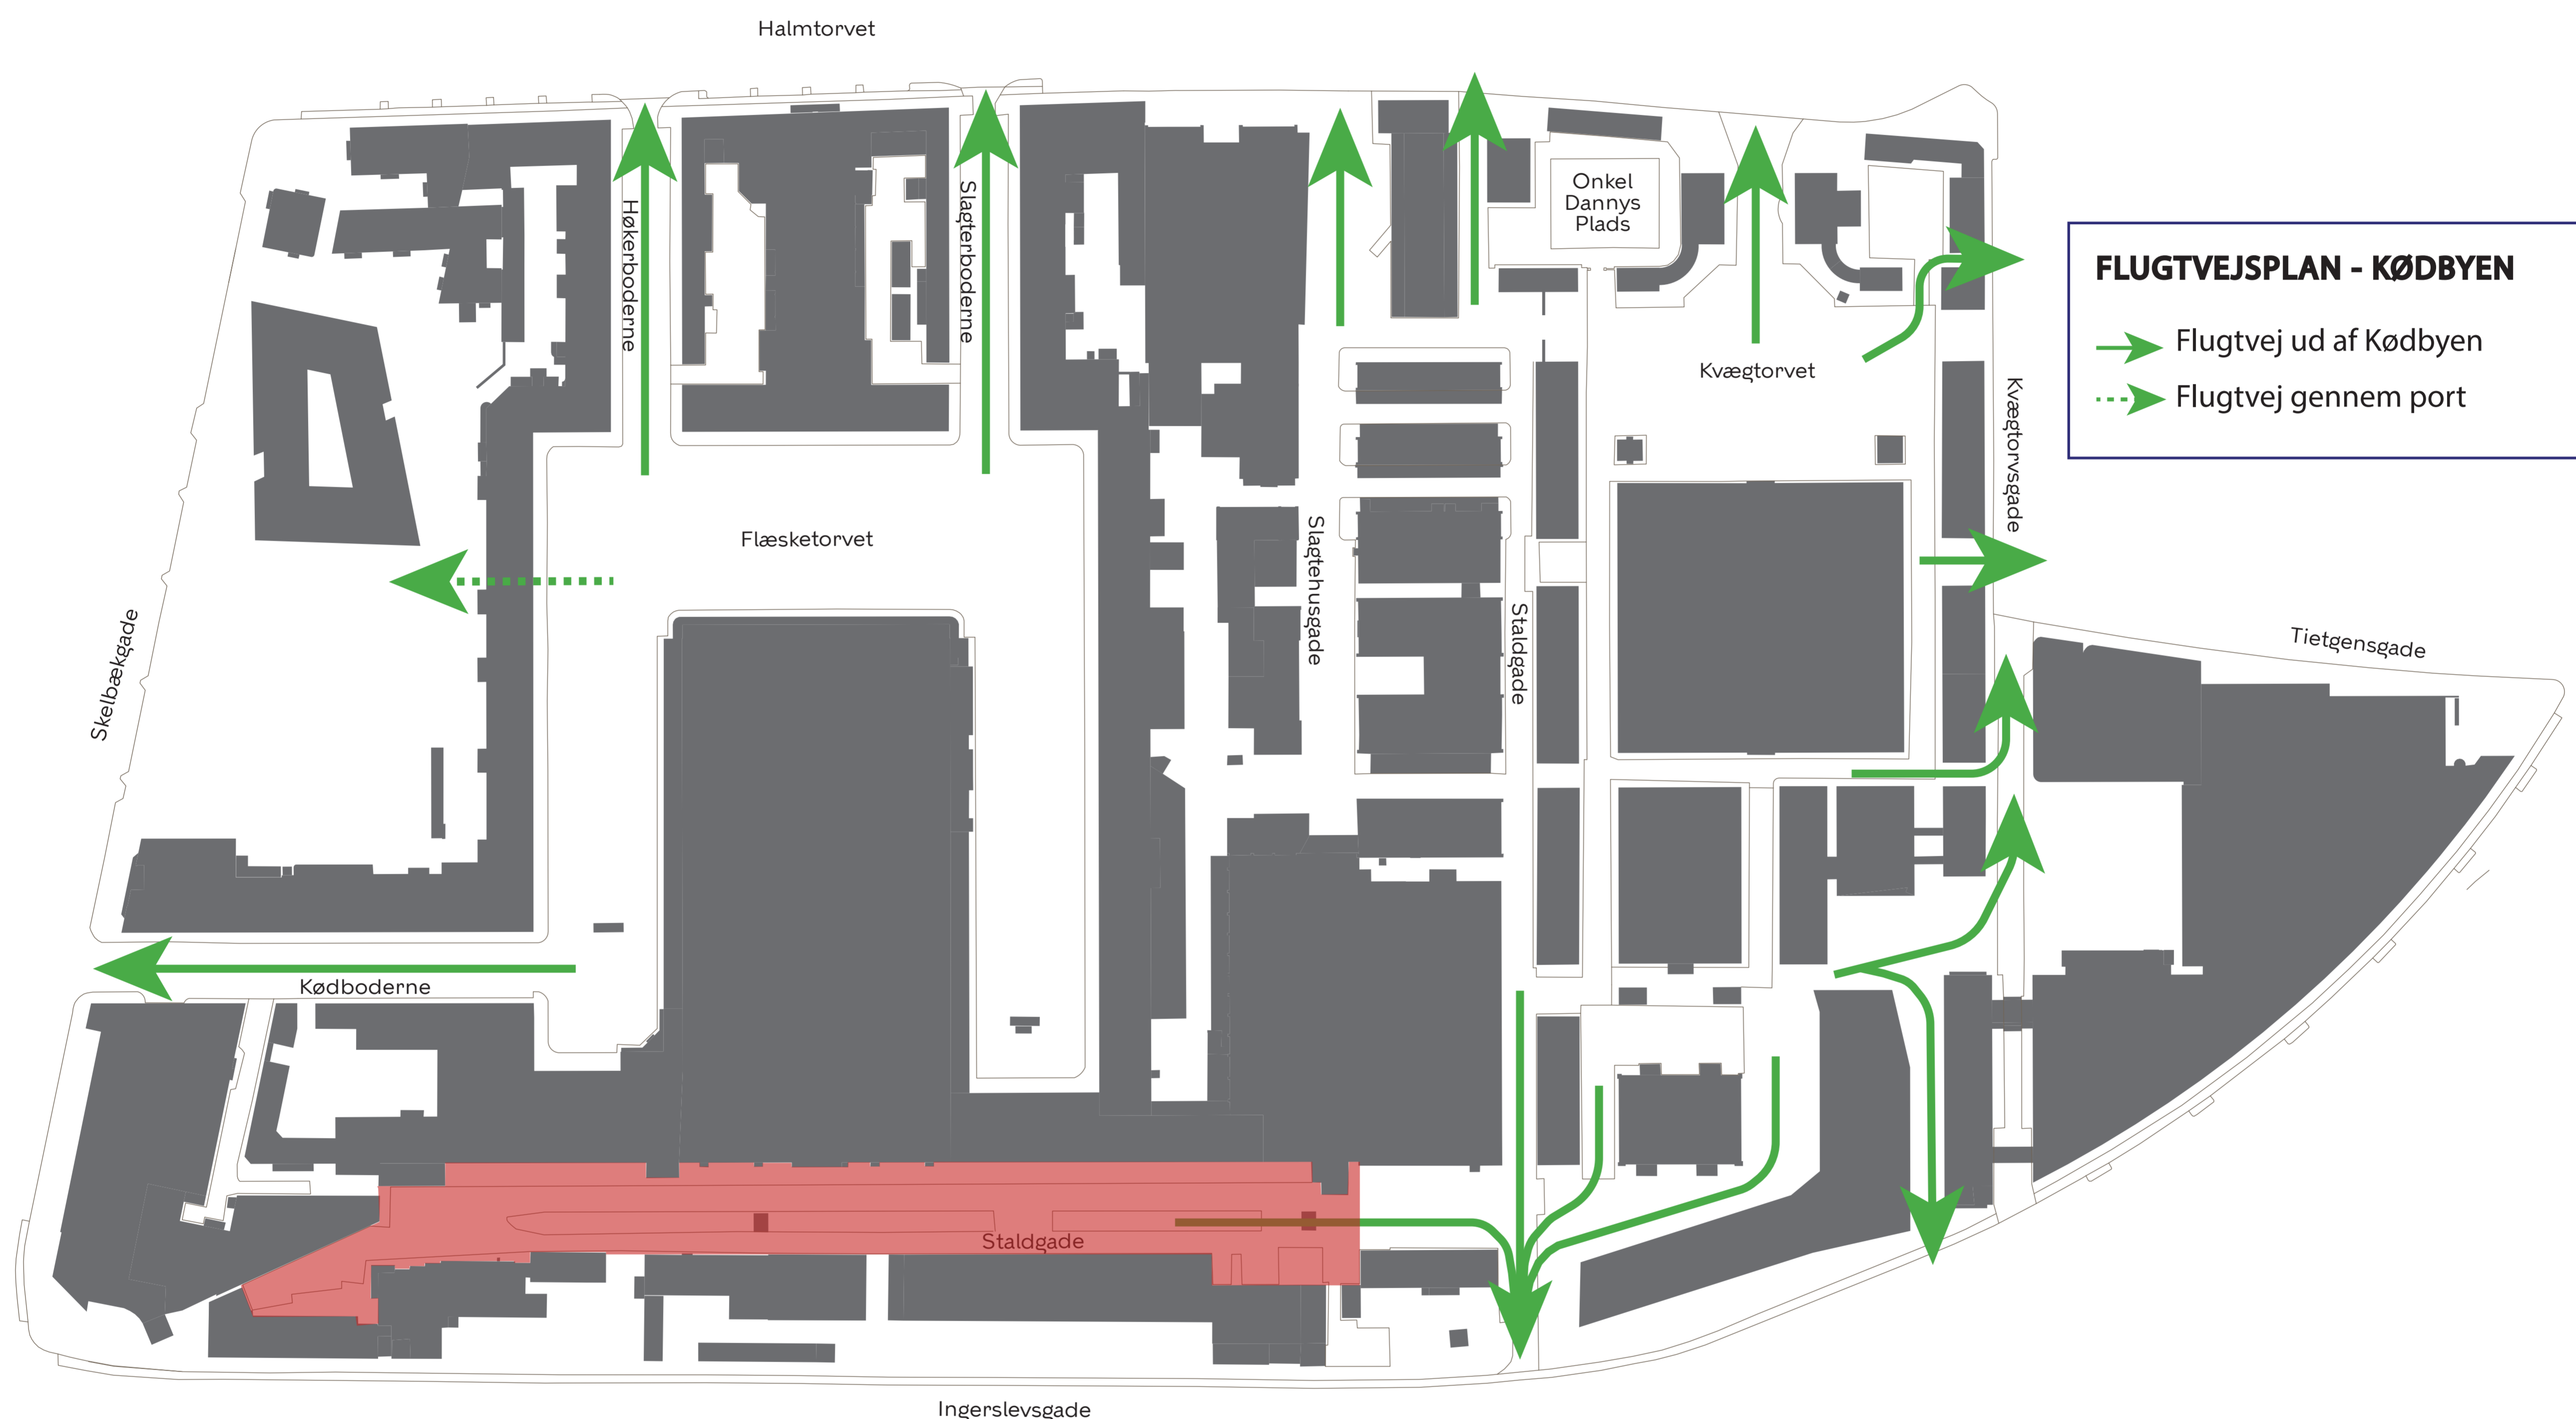 Halmtorvet
Høkerboderne
Slagterboderne
Onkel
Dannys
Plads
FLUGTVEJSPLAN - KØDBYEN
Flugtvej ud af Kødbyen
Flugtvej gennem port
Kvægtorvet
Kvægtorvsgade
Flæsketorvet
Slagtehusgade
Staldgade
Skelbækgade
Tietgensgade
Kødboderne
Staldgade
Ingerslevsgade